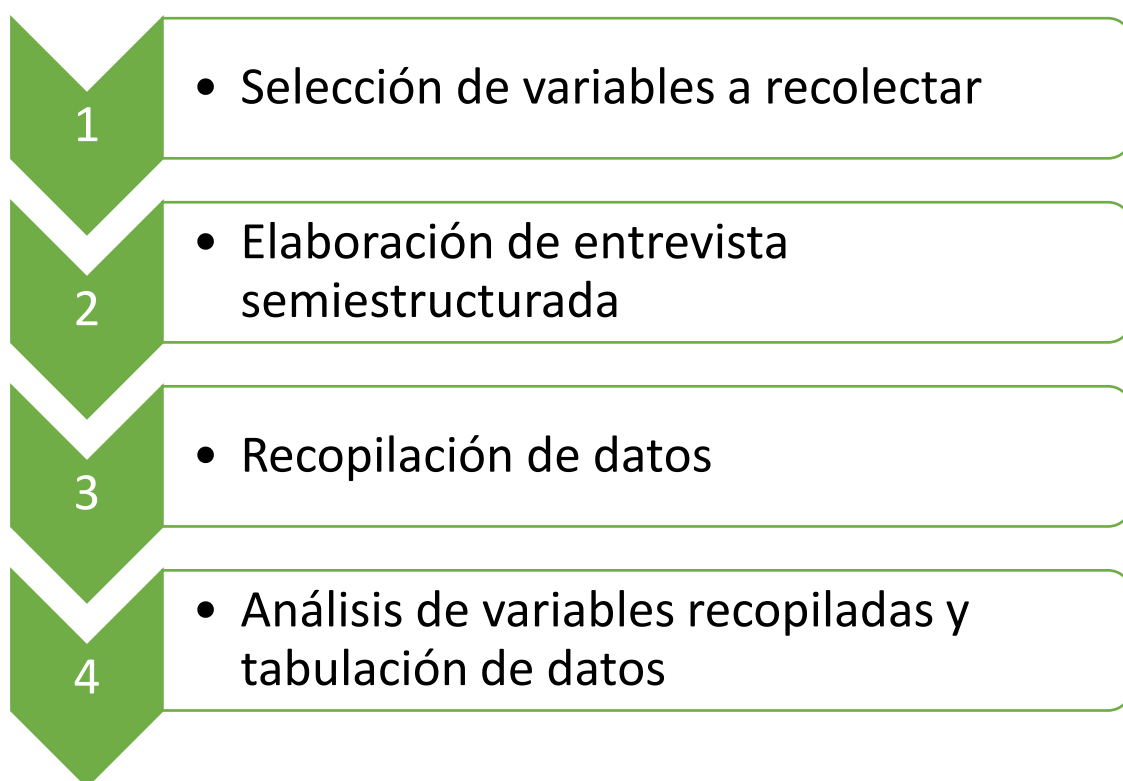 1
• Selección de variables a recolectar
2
• Elaboración de entrevista
semiestructurada
3
• Recopilación de datos
4
• Análisis de variables recopiladas y
tabulación de datos